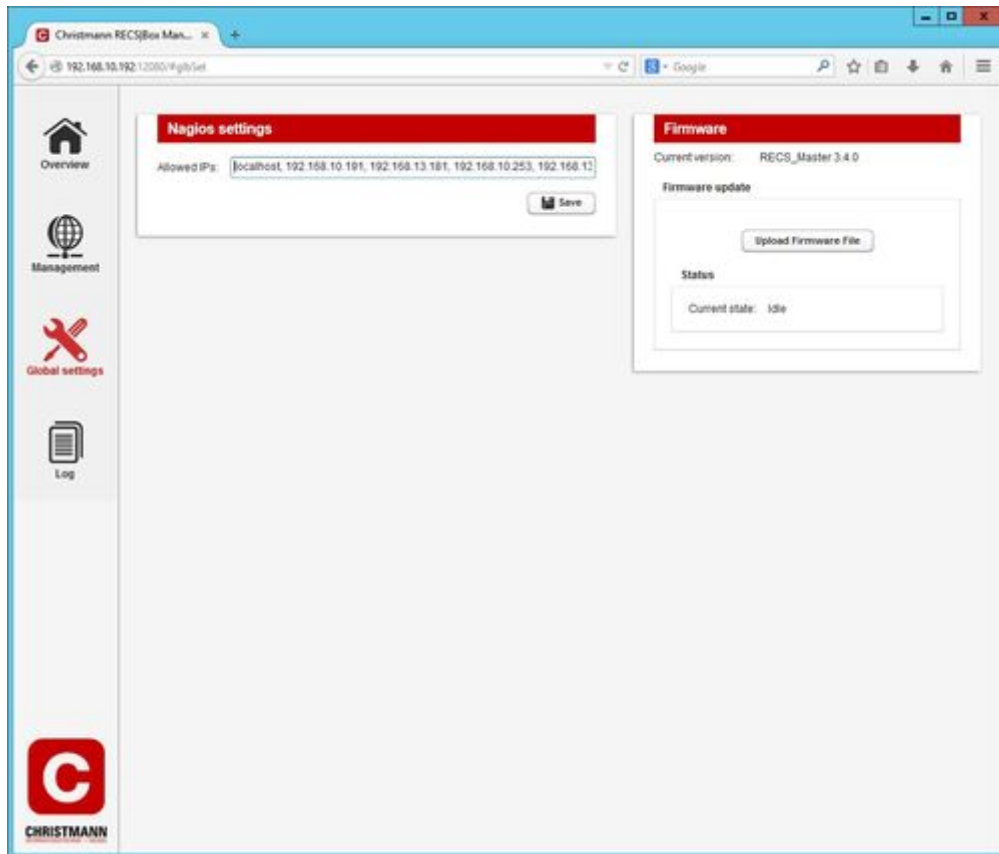 Christmann RECS|Box Man...
192.168.10.192:12080/#glbSet
Google
Overview
Management
Global settings
Log
Nagios settings
Allowed IPs: localhost, 192.168.10.191, 192.168.13.181, 192.168.10.253, 192.168.13
Save
Firmware
Current version: RECS_Master 3.4.0
Firmware update
Upload Firmware File
Status
Current state: Idle
C
CHRISTMANN